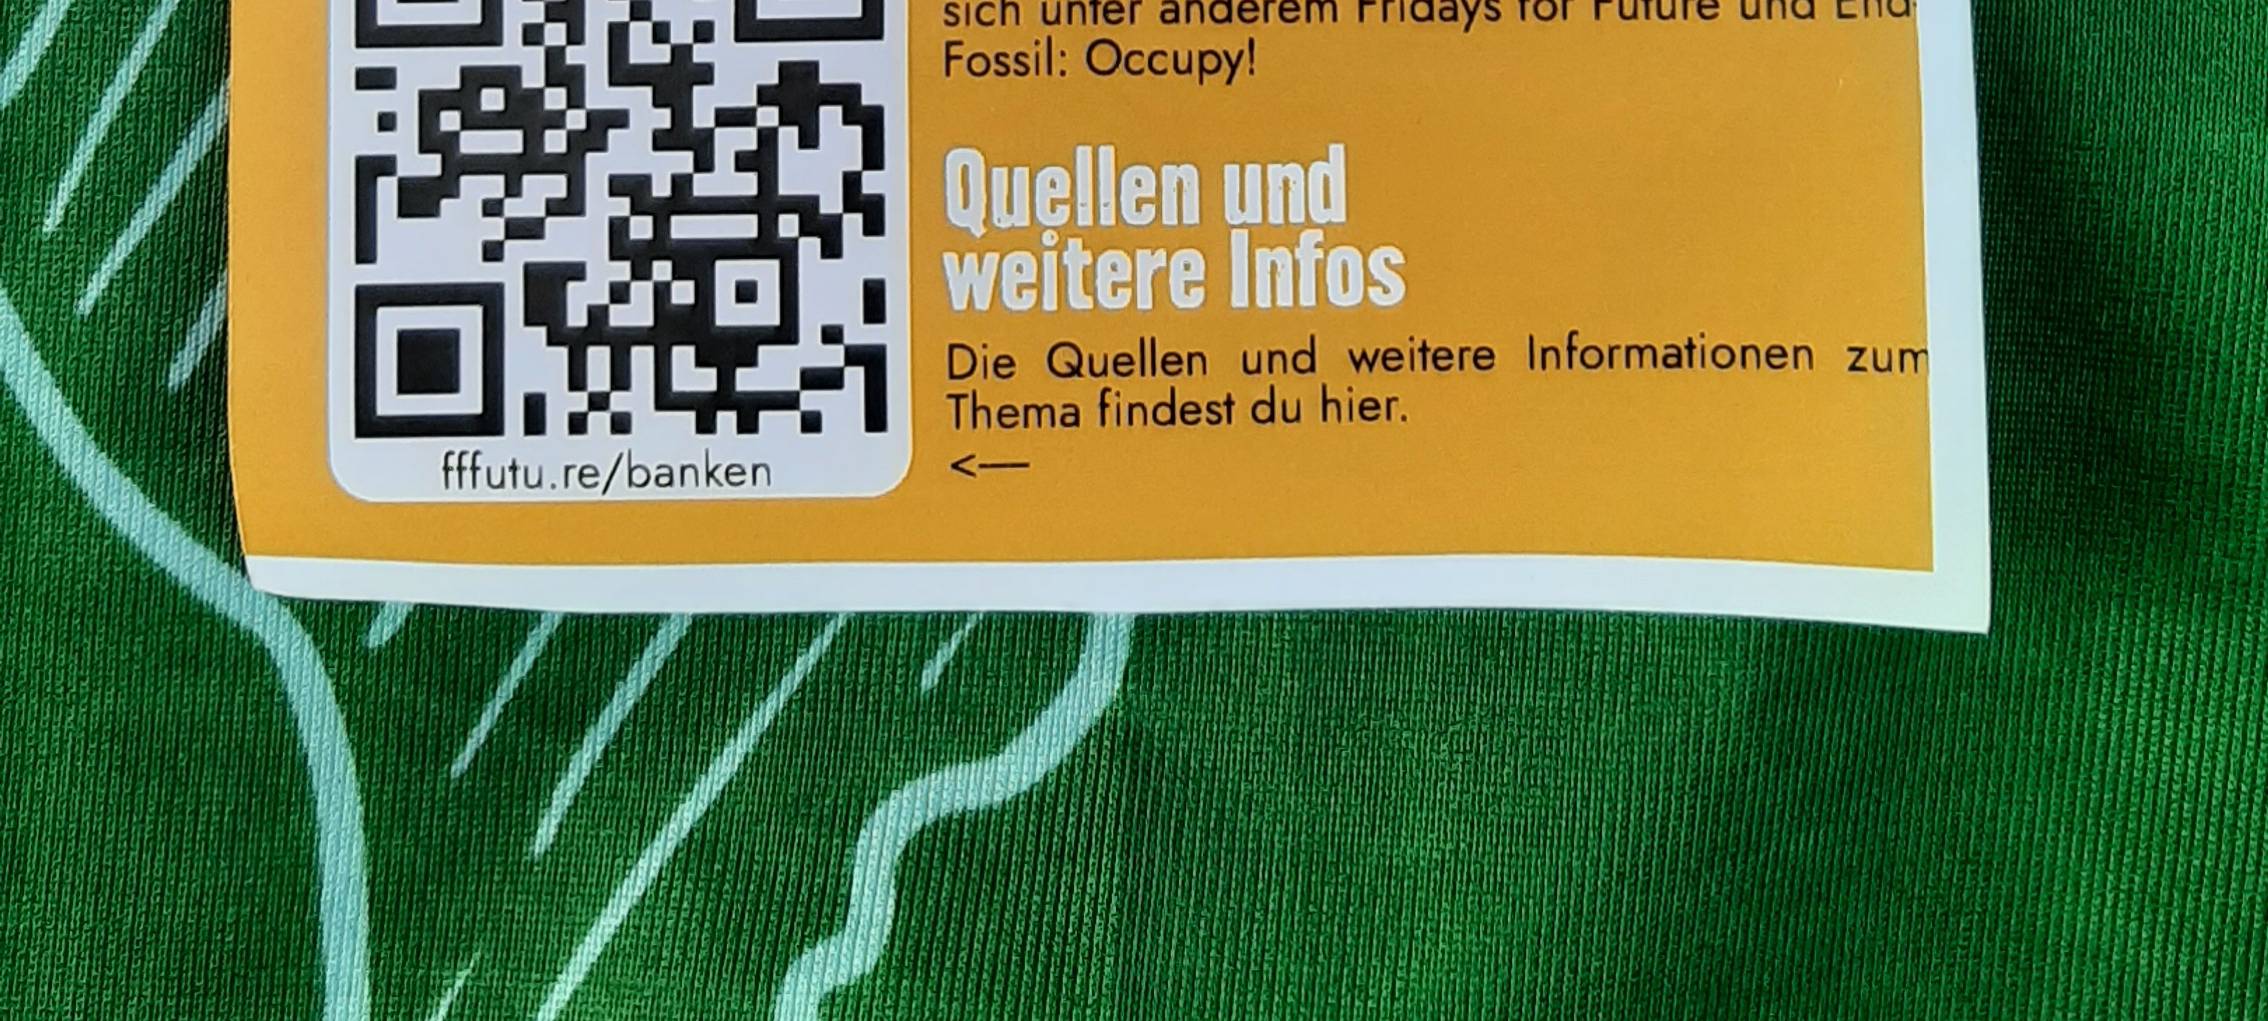 sich unter anderem Fridays for Future und End
Fossil: Occupy!
Quellen und
weitere Infos
Die Quellen und weitere Informationen zum
Thema findest du hier.
<—
fffutu.re/banken